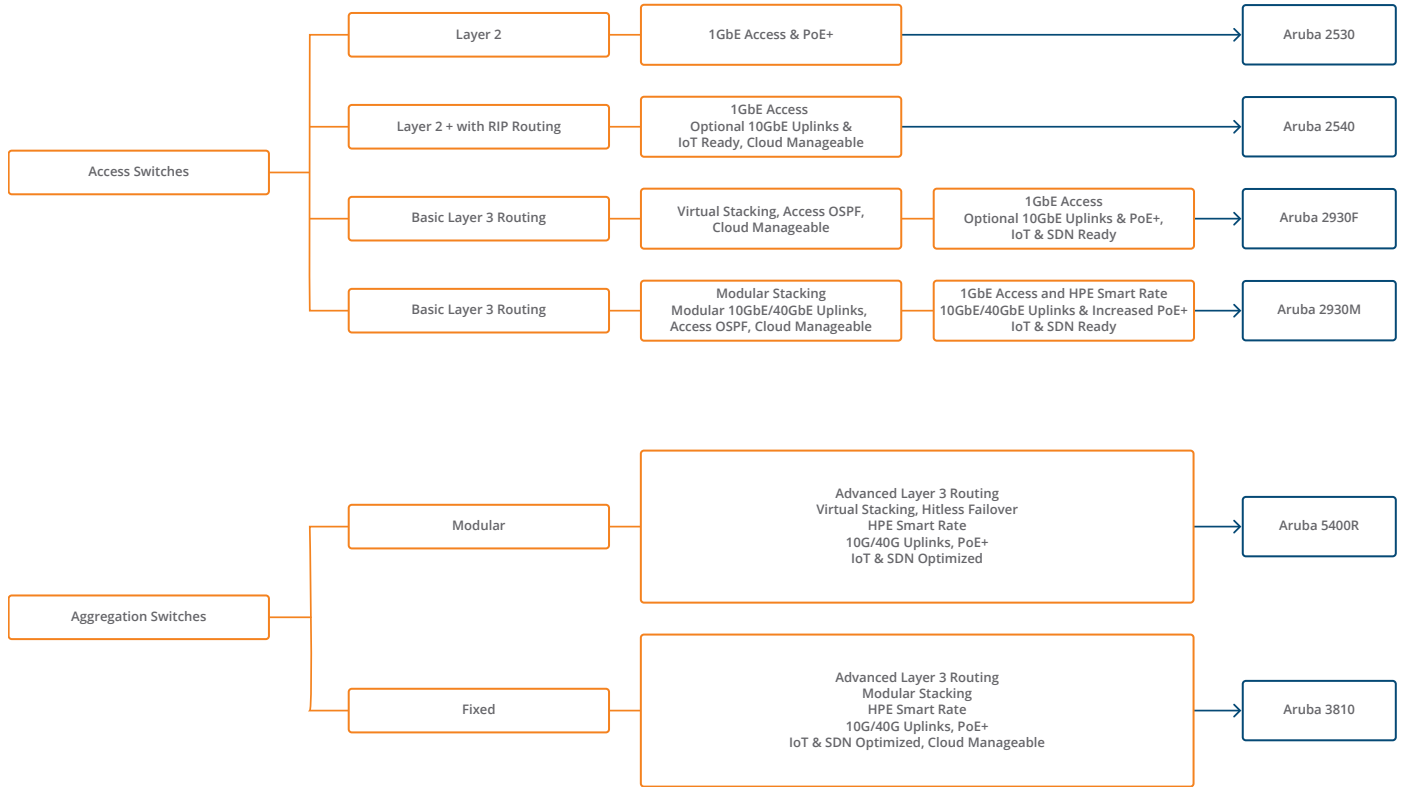 Access Switches
Layer 2
1GbE Access & PoE+
Aruba 2530
Layer 2 + with RIP Routing
1GbE Access
Optional 10GbE Uplinks &
IoT Ready, Cloud Manageable
Aruba 2540
Basic Layer 3 Routing
Virtual Stacking, Access OSPF,
Cloud Manageable
1GbE Access
Optional 10GbE Uplinks & PoE+,
IoT & SDN Ready
Aruba 2930F
Basic Layer 3 Routing
Modular Stacking
Modular 10GbE/40GbE Uplinks,
Access OSPF, Cloud Manageable
1GbE Access and HPE Smart Rate
10GbE/40GbE Uplinks & Increased PoE+
IoT & SDN Ready
Aruba 2930M
Aggregation Switches
Modular
Advanced Layer 3 Routing
Virtual Stacking, Hitless Failover
HPE Smart Rate
10G/40G Uplinks, PoE+
IoT & SDN Optimized
Aruba 5400R
Fixed
Advanced Layer 3 Routing
Modular Stacking
HPE Smart Rate
10G/40G Uplinks, PoE+
IoT & SDN Optimized, Cloud Manageable
Aruba 3810